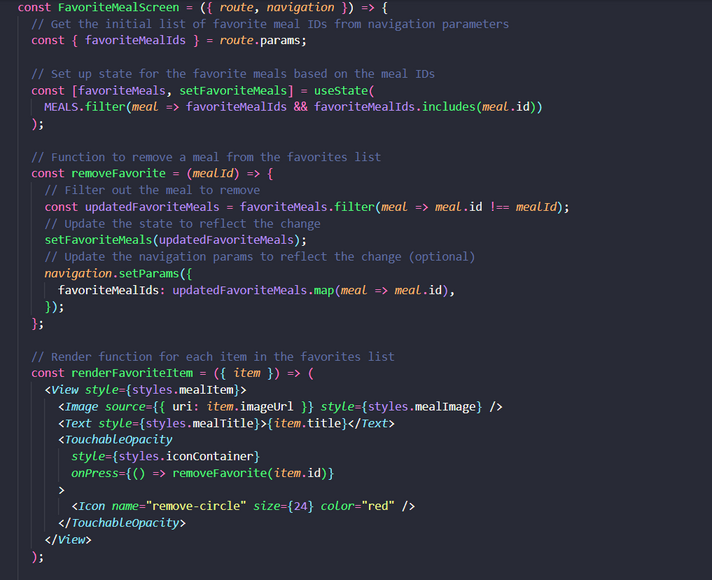 const FavoriteMealScreen = ({ route, navigation }) => {
// Get the initial list of favorite meal IDs from navigation parameters
const { favoriteMealIds } = route.params;
// Set up state for the favorite meals based on the meal IDs
const [favoriteMeals, setFavoriteMeals] = useState(
MEALS.filter(meal => favoriteMealIds && favoriteMealIds.includes(meal.id))
);
// Function to remove a meal from the favorites list
const removeFavorite = (mealId) => {
// Filter out the meal to remove
const updatedFavoriteMeals = favoriteMeals.filter(meal => meal.id !== mealId);
// Update the state to reflect the change
setFavoriteMeals(updatedFavoriteMeals);
// Update the navigation params to reflect the change (optional)
navigation.setParams({
favoriteMealIds: updatedFavoriteMeals.map(meal => meal.id),
});
};
// Render function for each item in the favorites list
const renderFavoriteItem = ({ item }) => (
<View style={styles.mealItem}>
<Image source={{ uri: item.imageUrl }} style={styles.mealImage} />
<Text style={styles.mealTitle}>{item.title}</Text>
<TouchableOpacity
style={styles.iconContainer}
onPress={() => removeFavorite(item.id)}
>
<Icon name="remove-circle" size={24} color="red" />
</TouchableOpacity>
</View>
);